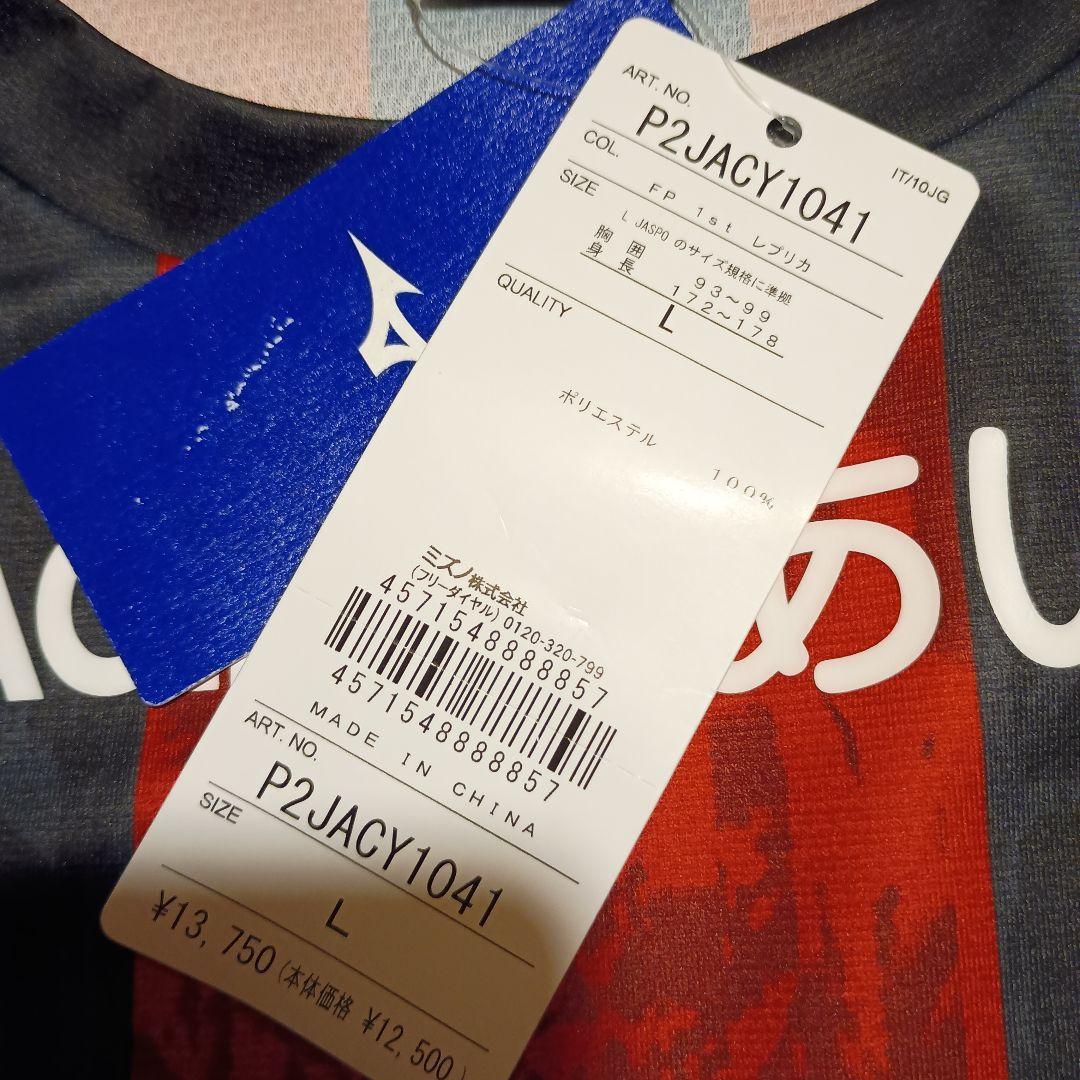 ART. NO.
P2JACY1041
IT/10JG
COL.
FP 1st レプリカ
SIZE
L JASPO のサイズ規格に準拠
胸囲 93～99
身長 172～178
L
QUALITY
ポリエステル 100%
ミズノ株式会社
(フリーダイヤル) 0120-320-799
4571548888857
4571548888857
MADE IN CHINA
ART. NO.
P2JACY1041
SIZE
L
¥13,750 (本体価格 ¥12,500)